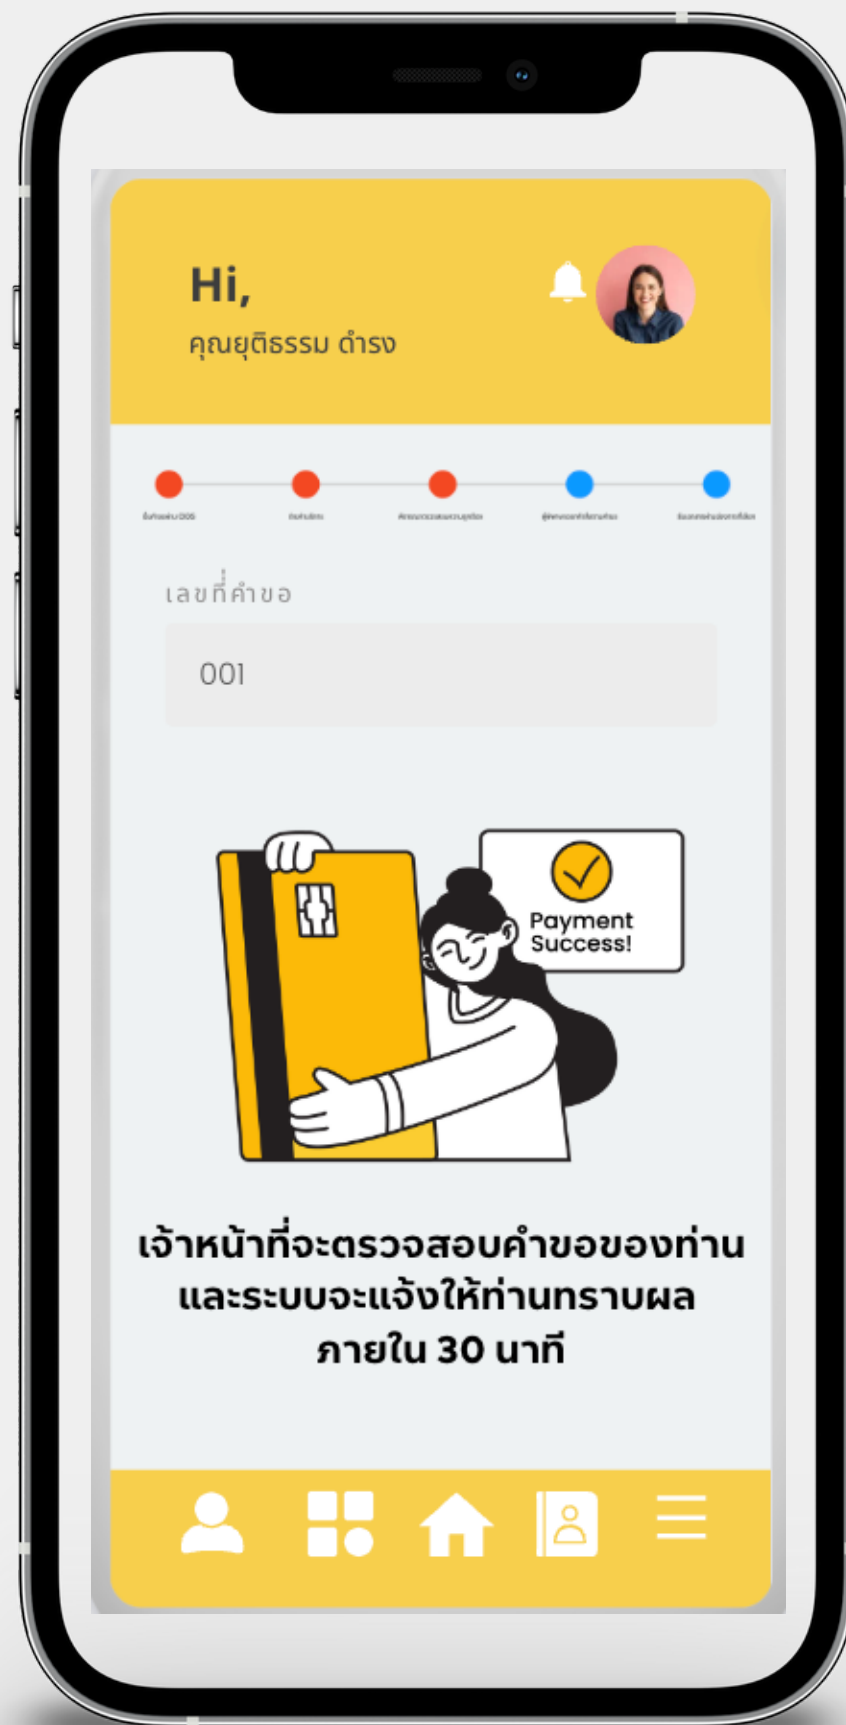 Hi,
คุณยุติธรรม ดำรง
เลขที่คำขอ
001
Payment
Success!
เจ้าหน้าที่จะตรวจสอบคำขอของท่าน
และระบบจะแจ้งให้ท่านทราบผล
ภายใน 30 นาที